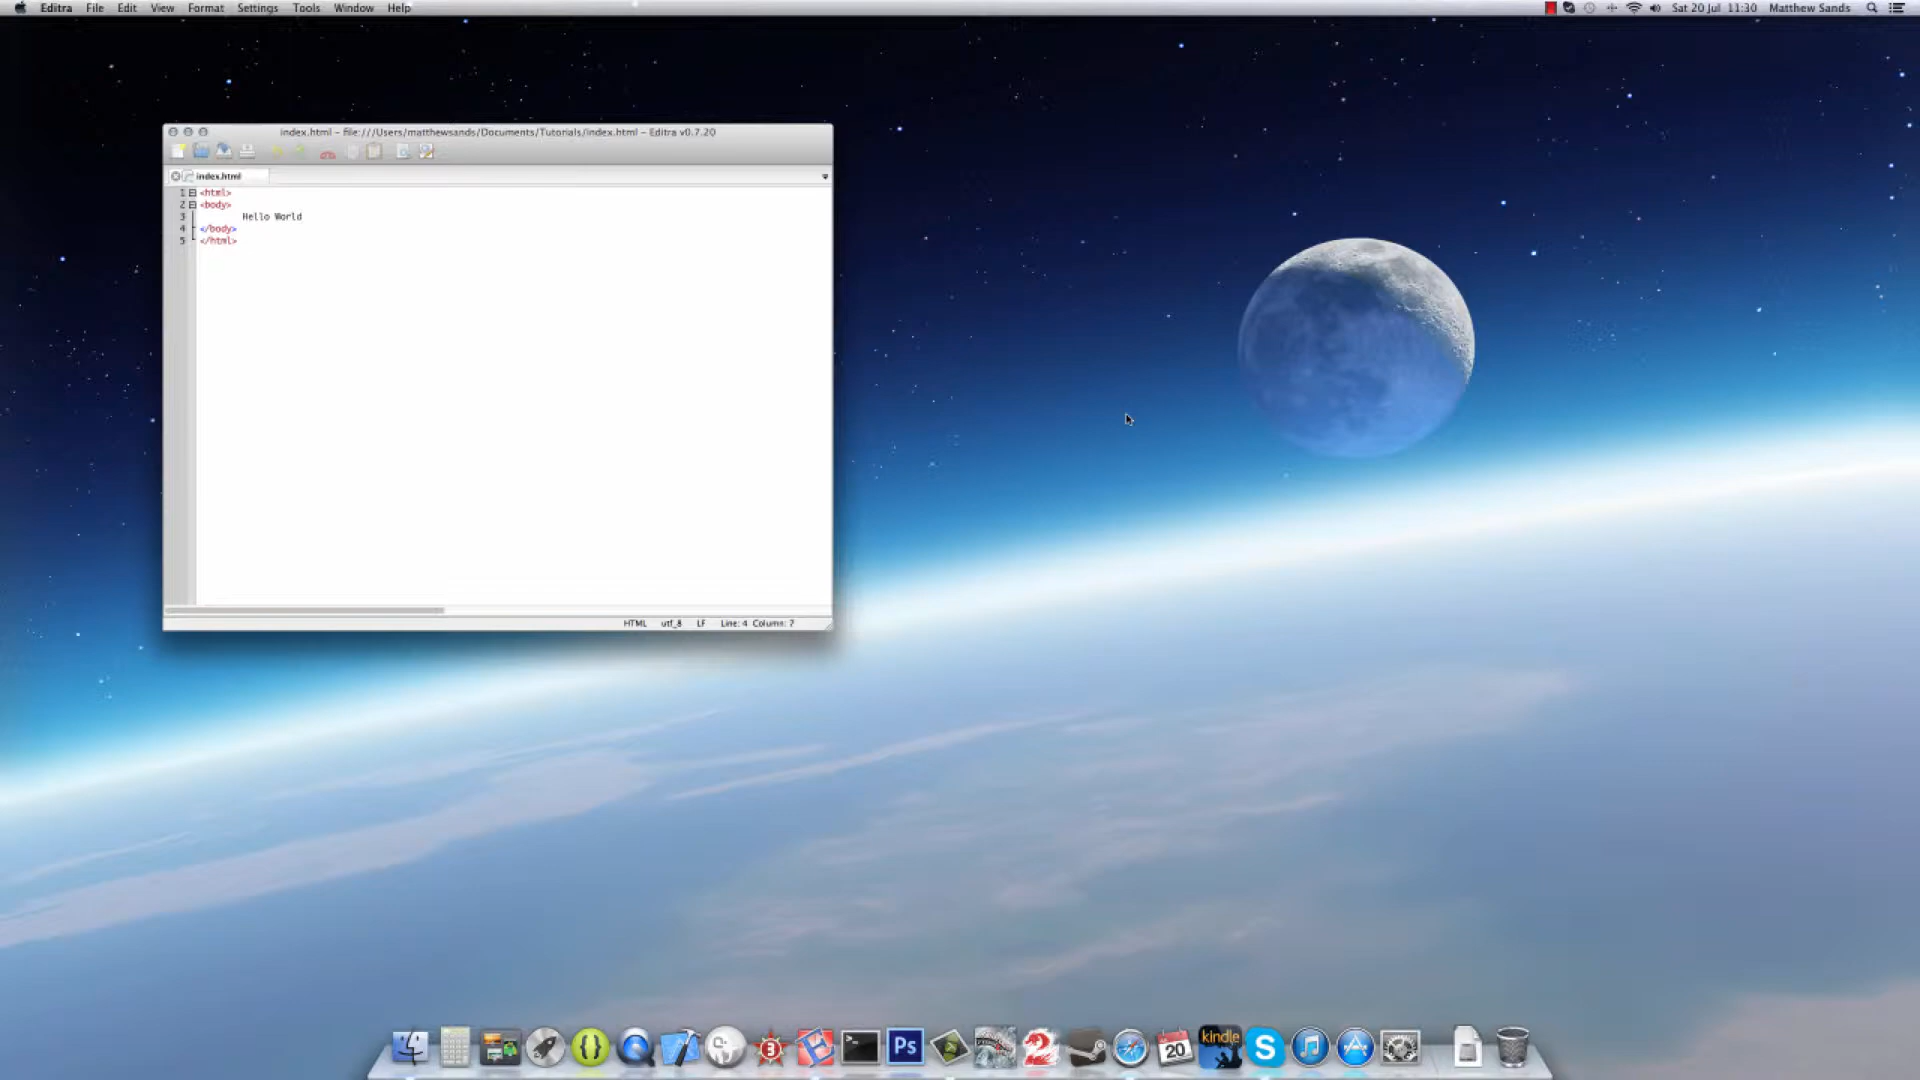 Editra File Edit View Format Settings Tools Window Help
Sat 20 Jul 11:30 Matthew Sands
index.html - file:///Users/matthewsands/Documents/Tutorials/index.html - Editra v0.7.20
index.html
1 <html>
2 <body>
3 Hello World
4 </body>
5 </html>
HTML utf_8 LF Line: 4 Column: 7
{} 3 >_ Ps 2 20 kindle S